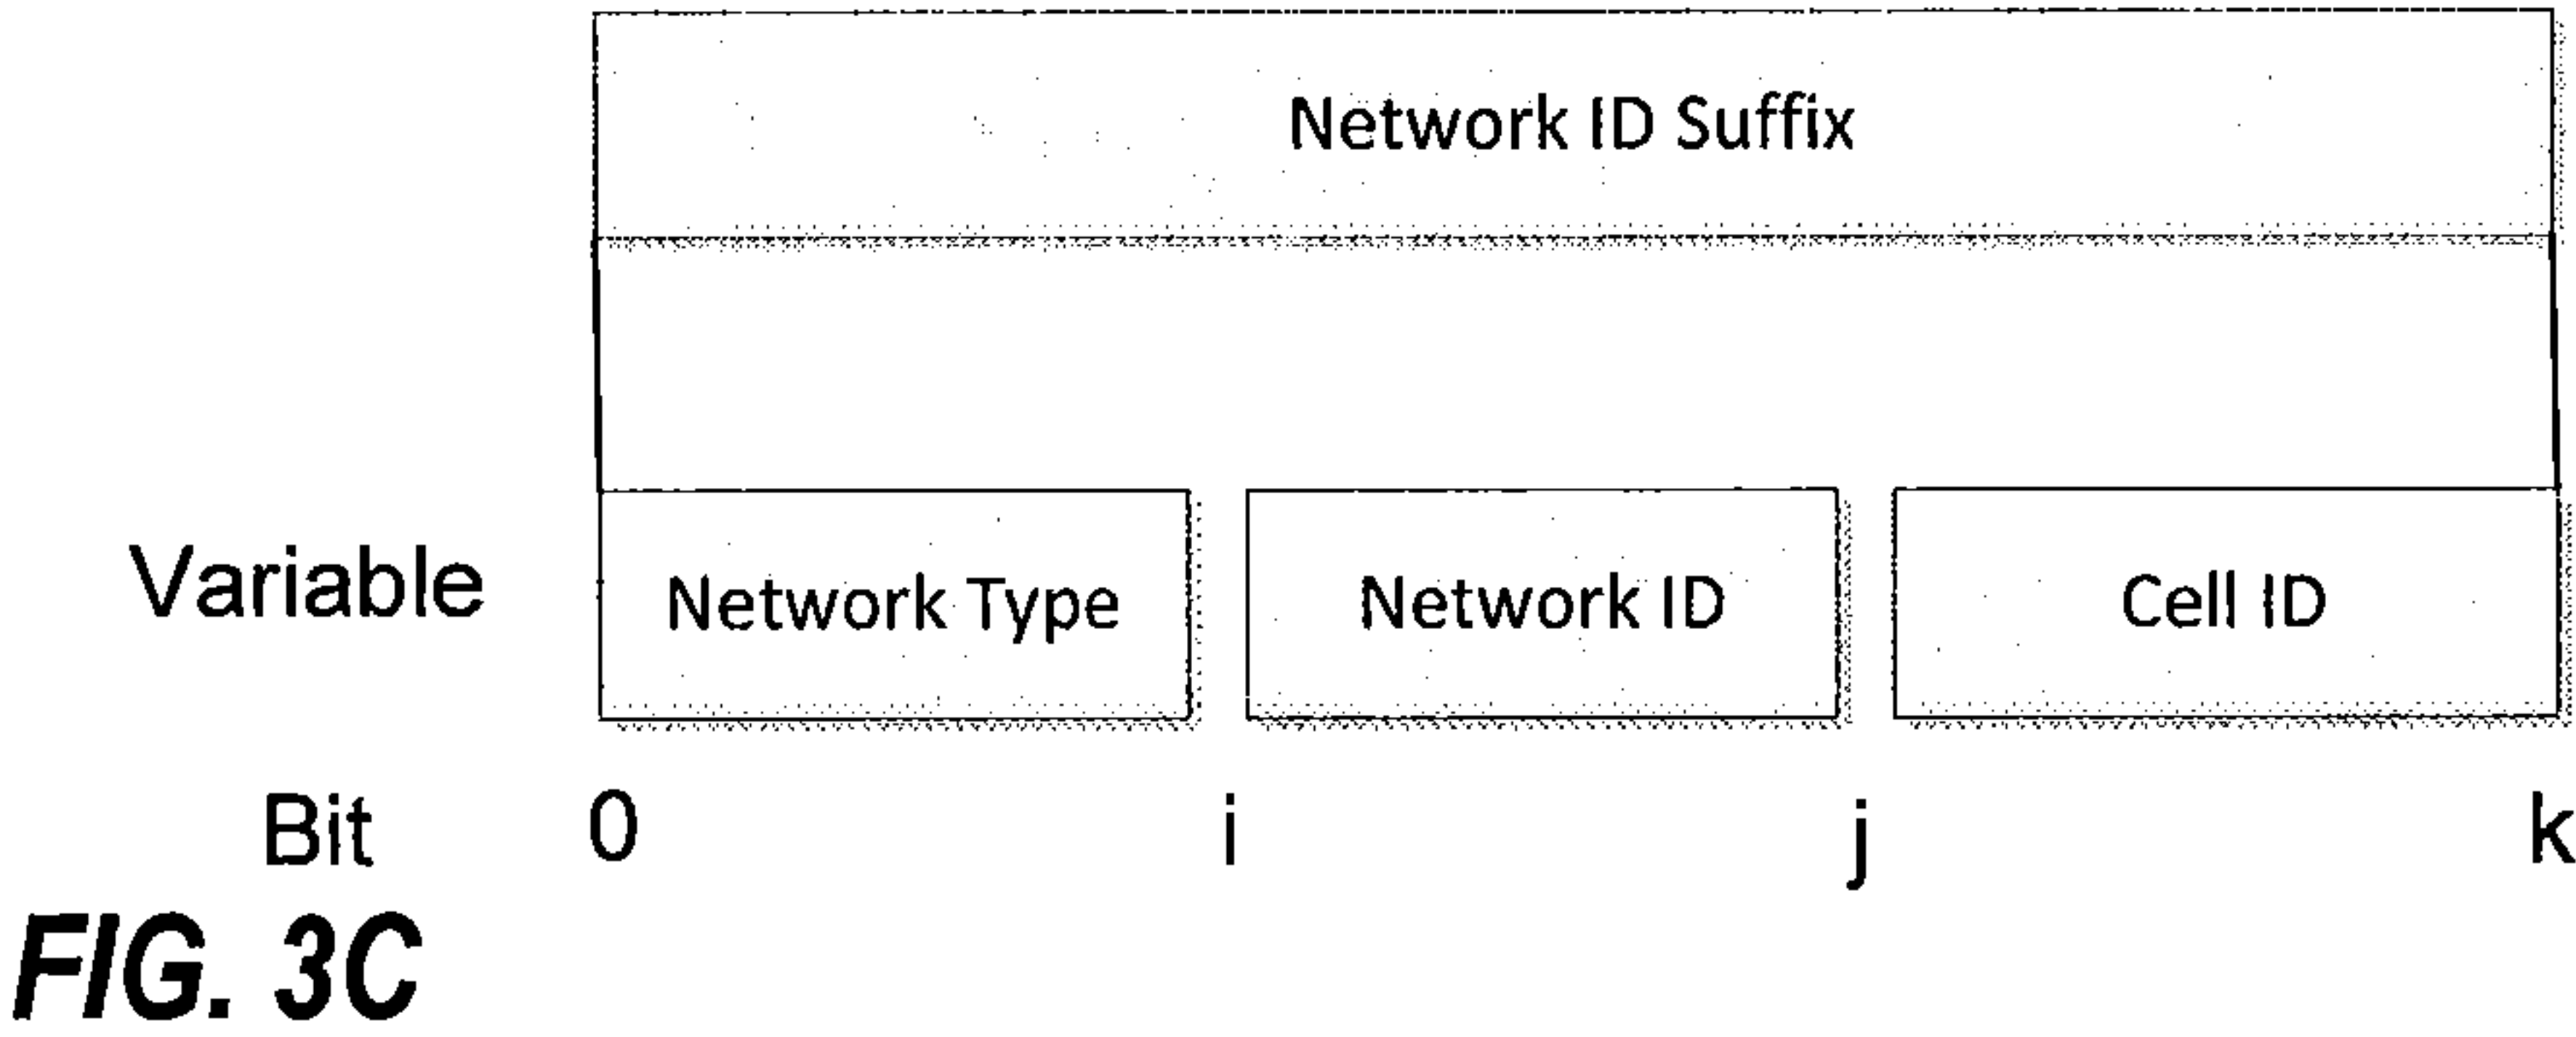 Network ID Suffix
Variable Network Type Network ID Cell ID
Bit 0 i j k
FIG. 3C